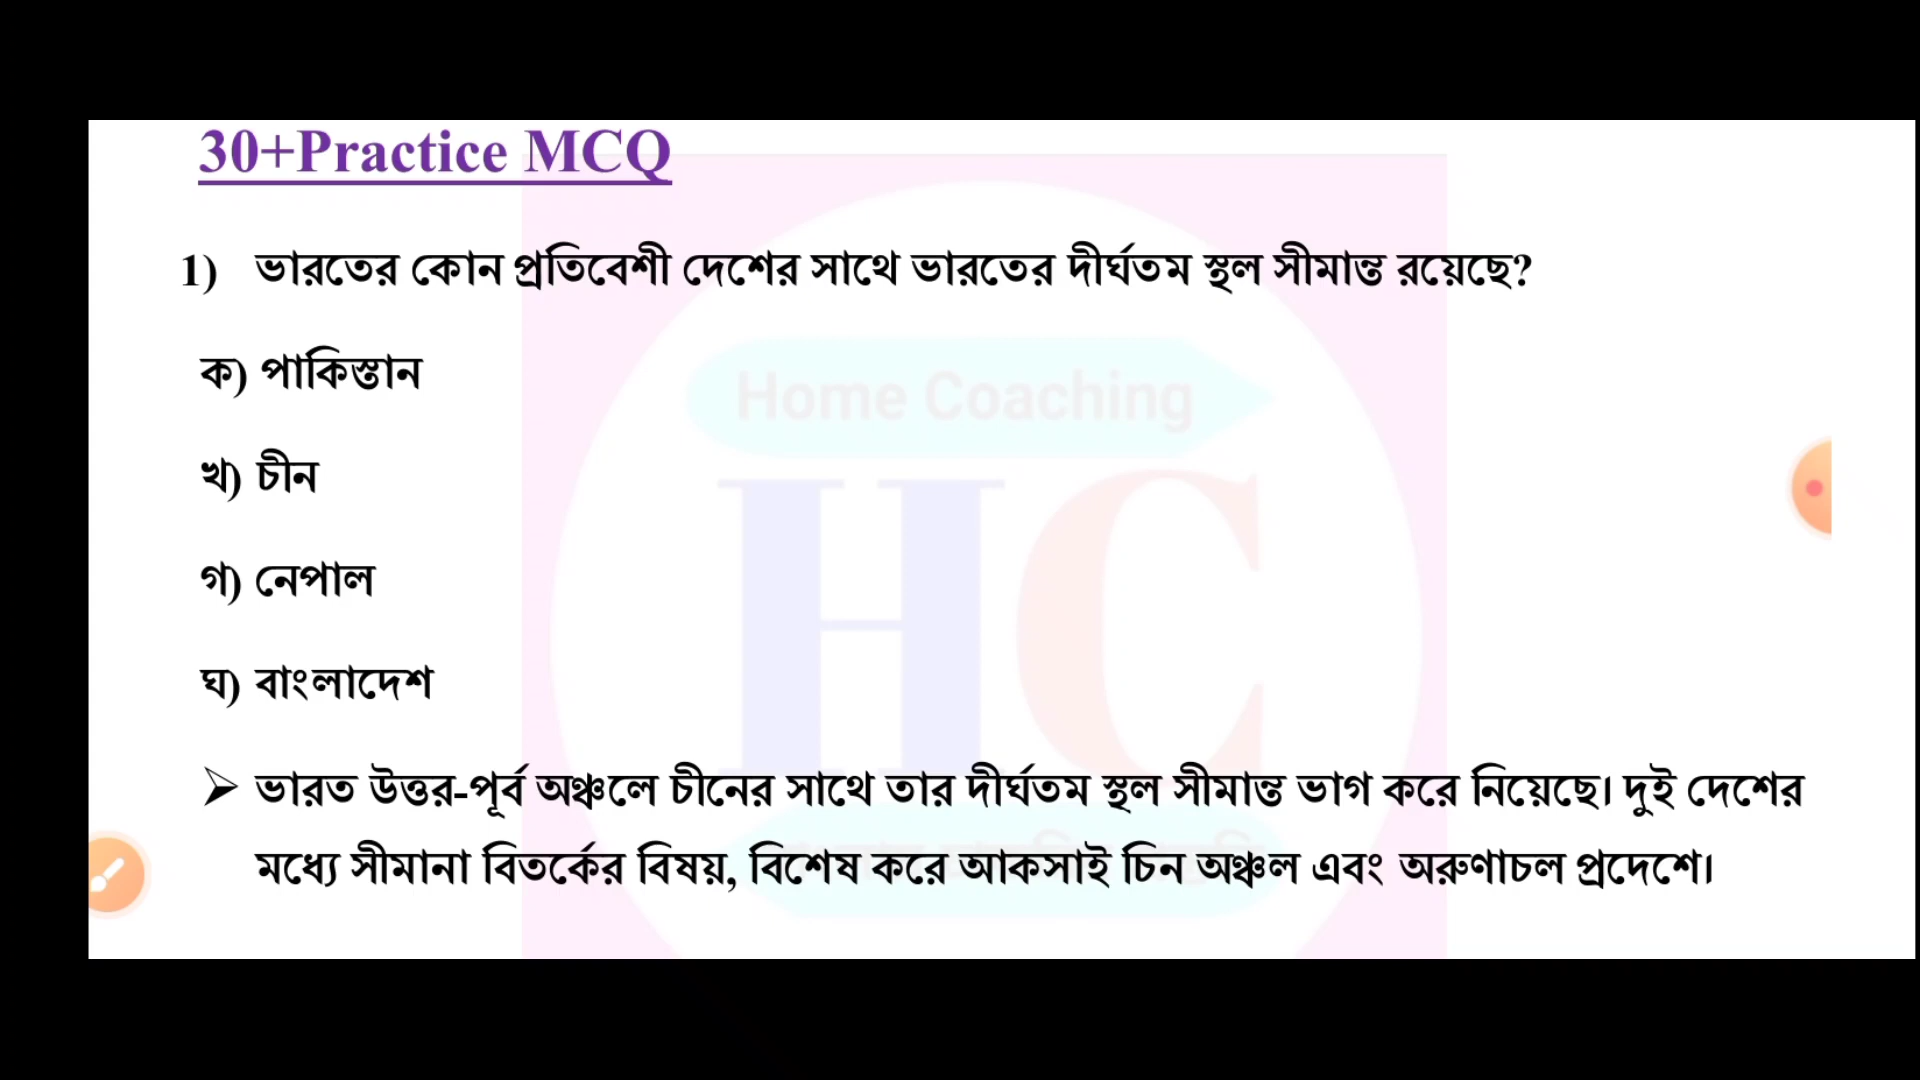 30+Practice MCQ
1) ভারতের কোন প্রতিবেশী দেশের সাথে ভারতের দীর্ঘতম স্থল সীমান্ত রয়েছে?
ক) পাকিস্তান
Home Coaching
খ) চীন
HC
গ) নেপাল
ঘ) বাংলাদেশ
➢ ভারত উত্তর-পূর্ব অঞ্চলে চীনের সাথে তার দীর্ঘতম স্থল সীমান্ত ভাগ করে নিয়েছে। দুই দেশের
মধ্যে সীমানা বিতর্কের বিষয়, বিশেষ করে আকসাই চিন অঞ্চল এবং অরুণাচল প্রদেশে।